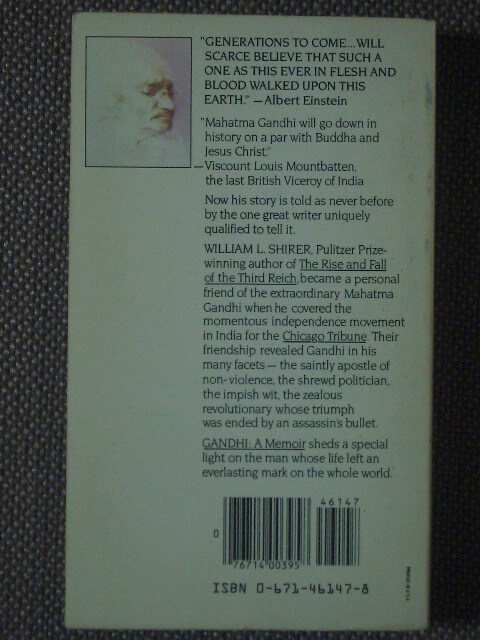 "GENERATIONS TO COME...WILL
SCARCE BELIEVE THAT SUCH A
ONE AS THIS EVER IN FLESH AND
BLOOD WALKED UPON THIS
EARTH." —Albert Einstein
"Mahatma Gandhi will go down in
history on a par with Buddha and
Jesus Christ."
—Viscount Louis Mountbatten,
the last British Viceroy of India
Now his story is told as never before
by the one great writer uniquely
qualified to tell it.
WILLIAM L. SHIRER, Pulitzer Prize-
winning author of The Rise and Fall
of the Third Reich, became a personal
friend of the extraordinary Mahatma
Gandhi when he covered the
momentous independence movement
in India for the Chicago Tribune. Their
friendship revealed Gandhi in his
many facets—the saintly apostle of
non-violence, the shrewd politician,
the impish wit, the zealous
revolutionary whose triumph
was ended by an assassin's bullet.
GANDHI: A Memoir sheds a special
light on the man whose life left an
everlasting mark on the whole world.
46147
0
76714 00395
ISBN 0-671-46147-8